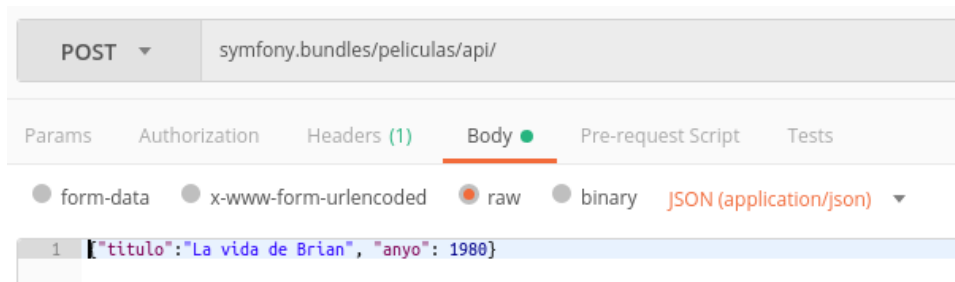 POST symfony.bundles/peliculas/api/
Params Authorization Headers (1) Body Pre-request Script Tests
form-data x-www-form-urlencoded raw binary JSON (application/json)
1 {"titulo":"La vida de Brian", "anyo": 1980}